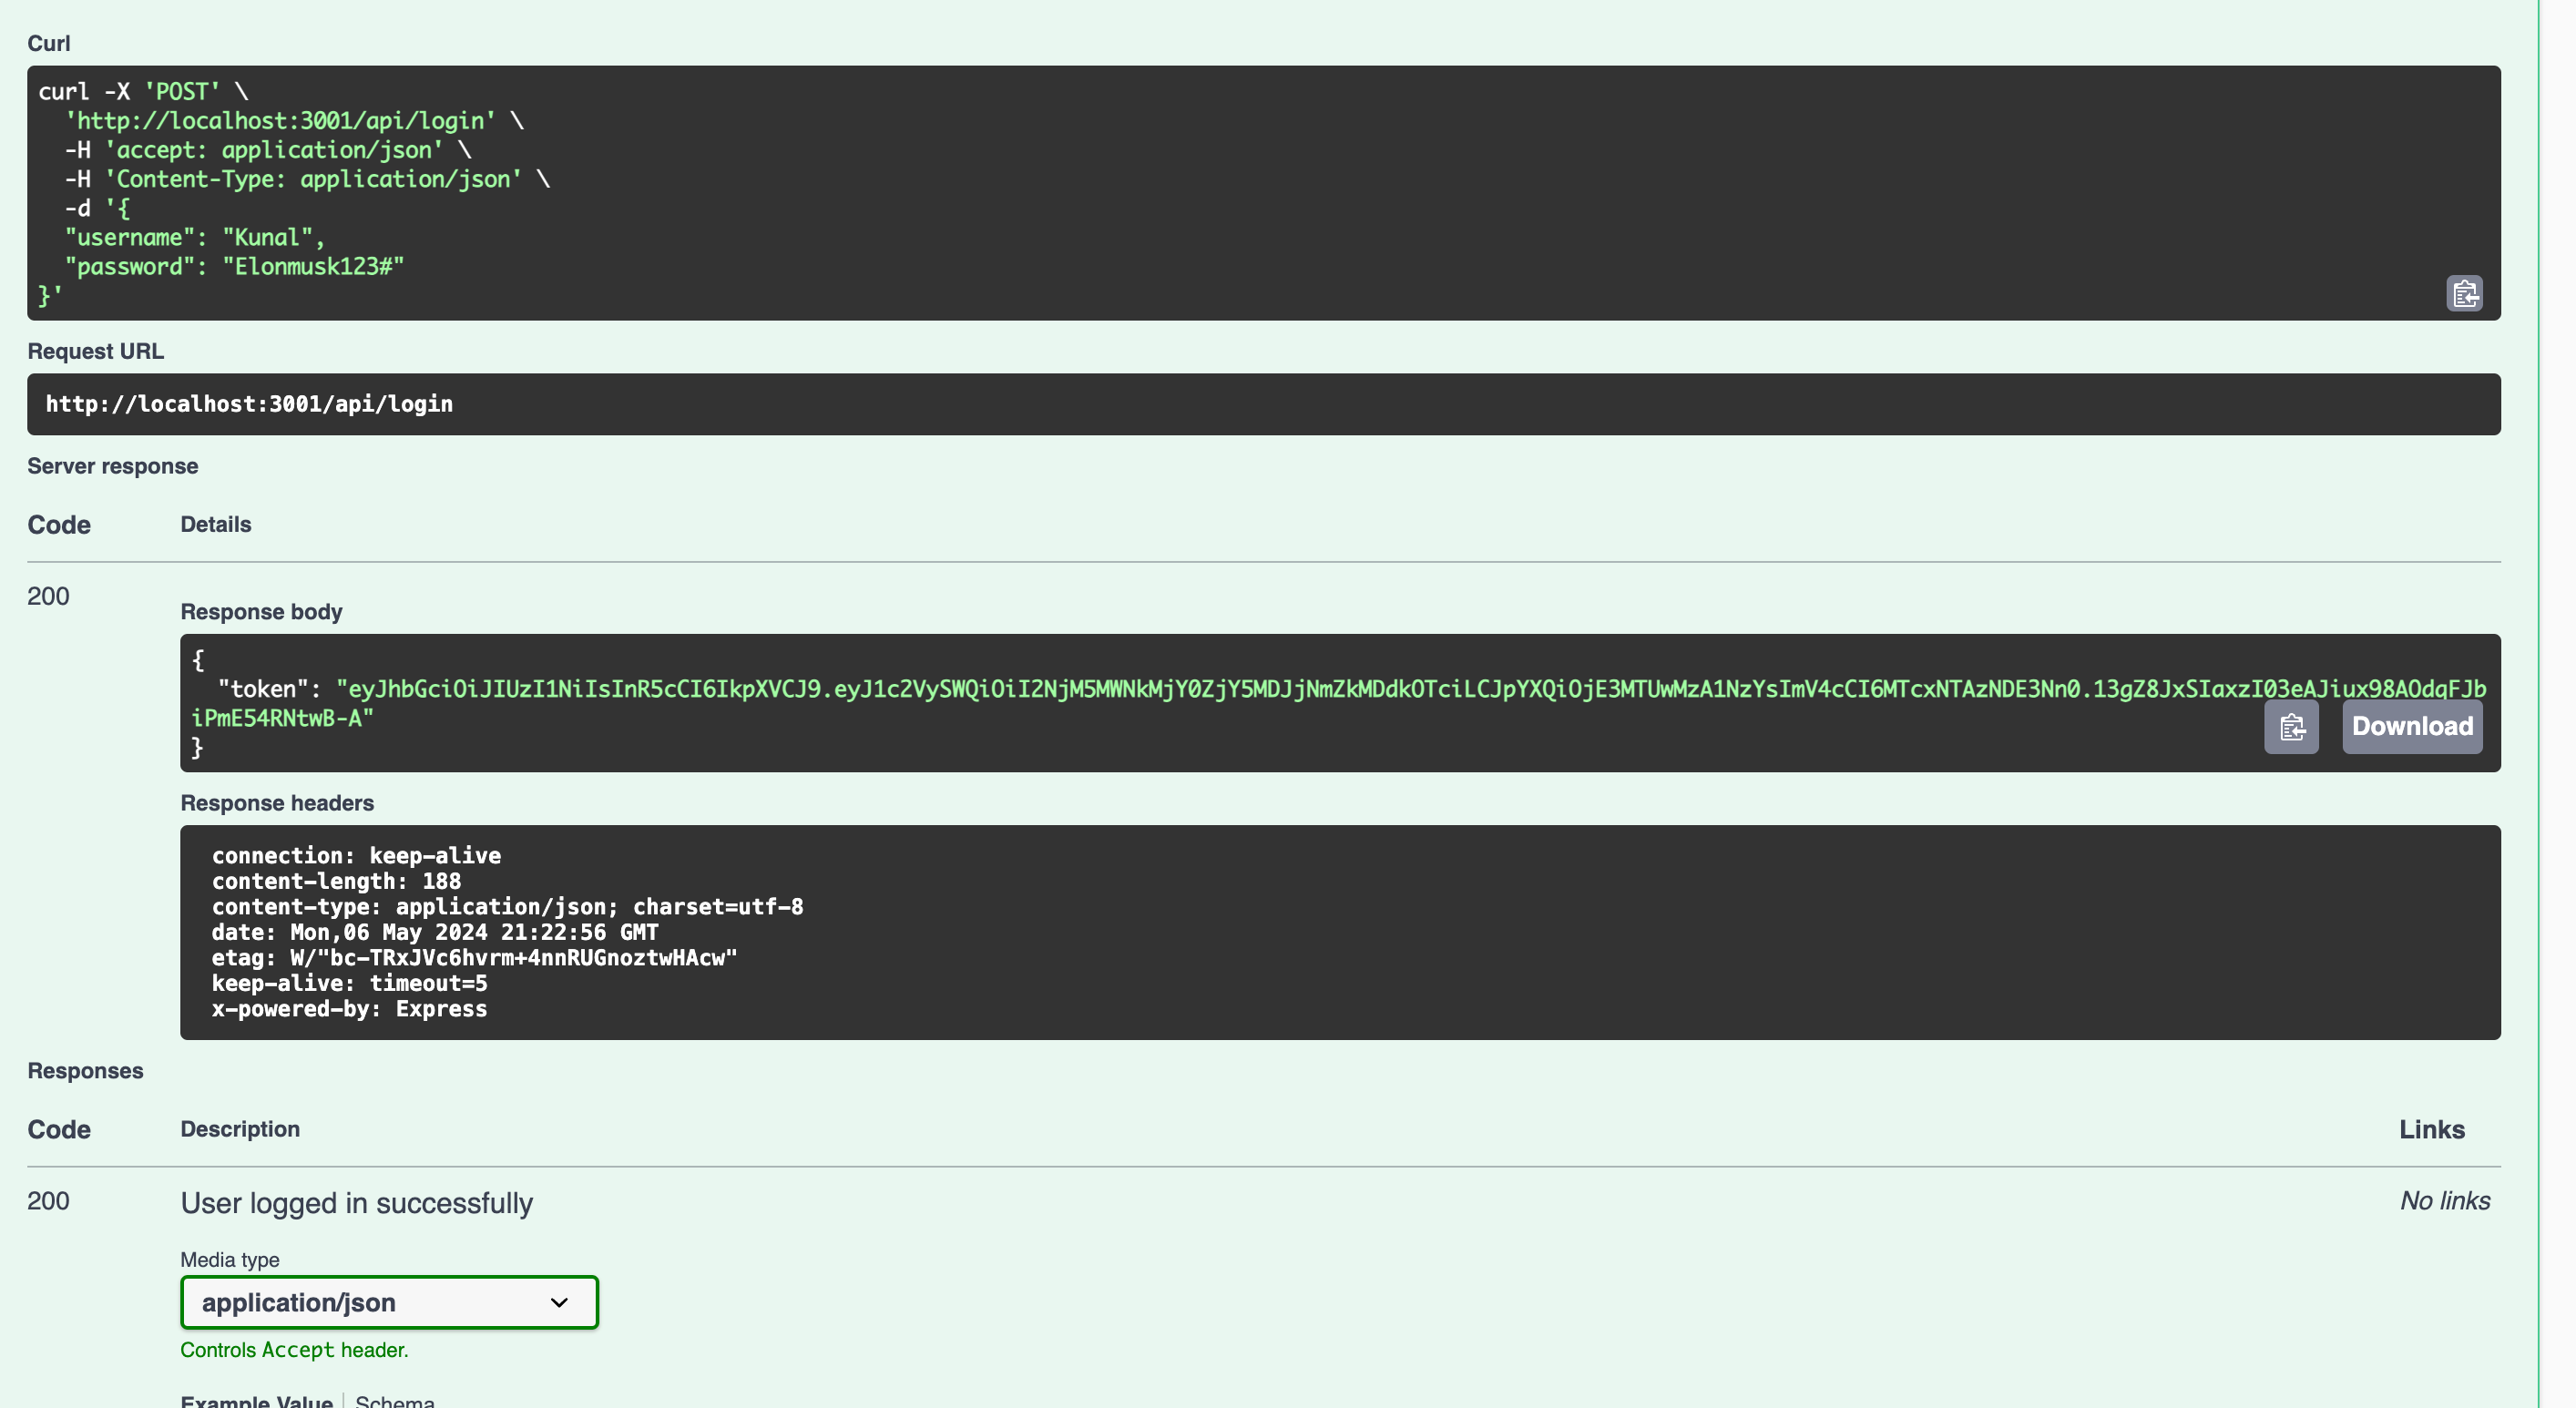 Curl
curl -X 'POST' \
  'http://localhost:3001/api/login' \
  -H 'accept: application/json' \
  -H 'Content-Type: application/json' \
  -d '{
  "username": "Kunal",
  "password": "Elonmusk123#"
}'
Request URL
http://localhost:3001/api/login
Server response
Code Details
200
Response body
{
  "token": "eyJhbGciOiJIUzI1NiIsInR5cCI6IkpXVCJ9.eyJ1c2VySWQiOiI2NjM5MWNkMjY0ZjY5MDJjNmZkMDdkOTciLCJpYXQiOjE3MTUwMzA1NzYsImV4cCI6MTcxNTAzNDE3Nn0.13gZ8JxSIaxzI03eAJiux98AOdqFJb
iPmE54RNtwB-A"
}
Download
Response headers
connection: keep-alive
content-length: 188
content-type: application/json; charset=utf-8
date: Mon,06 May 2024 21:22:56 GMT
etag: W/"bc-TRxJVc6hvrm+4nnRUGnoztwHAcw"
keep-alive: timeout=5
x-powered-by: Express
Responses
Code Description Links
200 User logged in successfully No links
Media type
application/json
Controls Accept header.
Example Value Schema